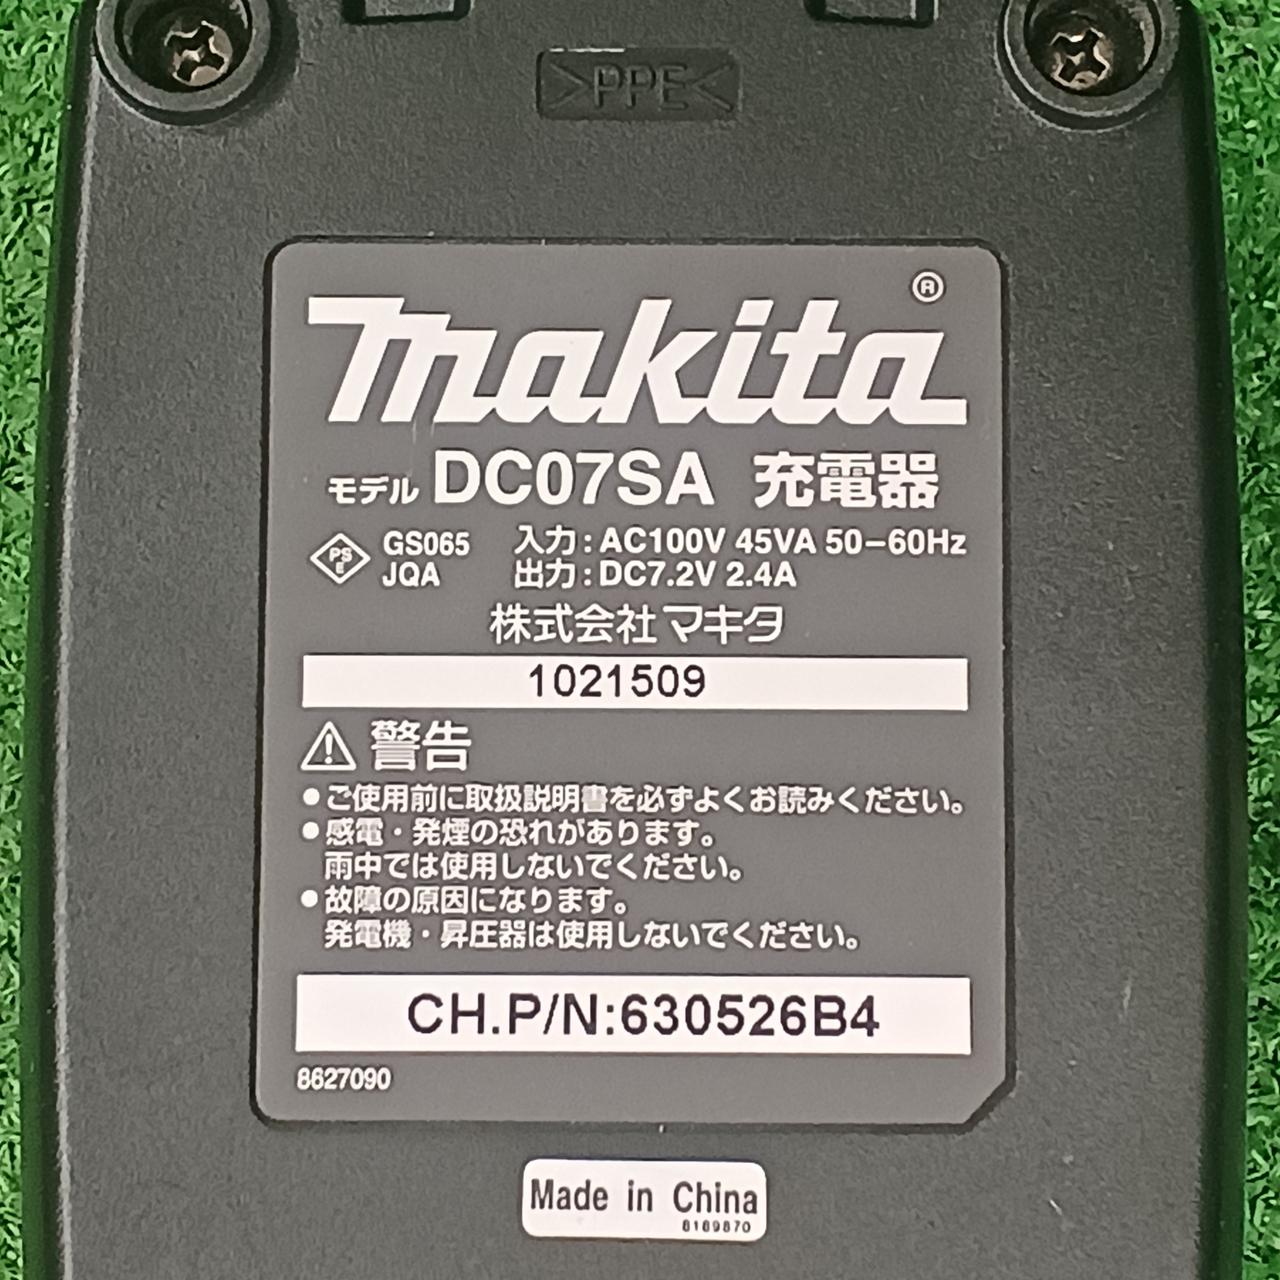 >PPE<
makita®
モデル DC07SA 充電器
PSE GS065 入力:AC100V 45VA 50-60Hz
JQA 出力:DC7.2V 2.4A
株式会社マキタ
1021509
警告
●ご使用前に取扱説明書を必ずよくお読みください。
●感電・発煙の恐れがあります。
雨中では使用しないでください。
●故障の原因になります。
発電機・昇圧器は使用しないでください。
CH.P/N:630526B4
8627090
Made in China
8169870